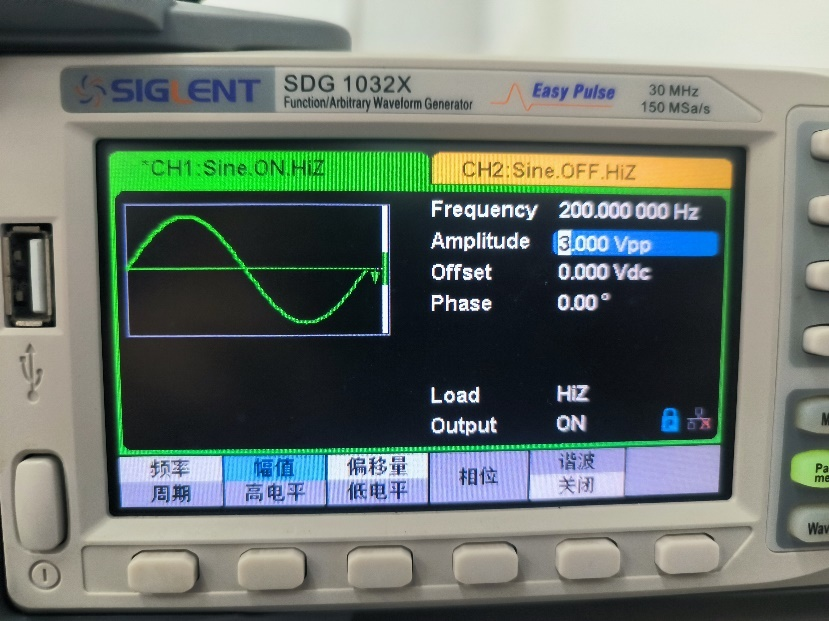 SIGLENT
SDG 1032X
Function/Arbitrary Waveform Generator
Easy Pulse
30 MHz
150 MSa/s
*CH1:Sine.ON.HiZ
CH2:Sine.OFF.HiZ
Frequency 200.000 000 Hz
Amplitude 3.000 Vpp
Offset 0.000 Vdc
Phase 0.00°
Load HiZ
Output ON
频率 幅值 偏移量 相位 谐波
周期 高电平 低电平 关闭